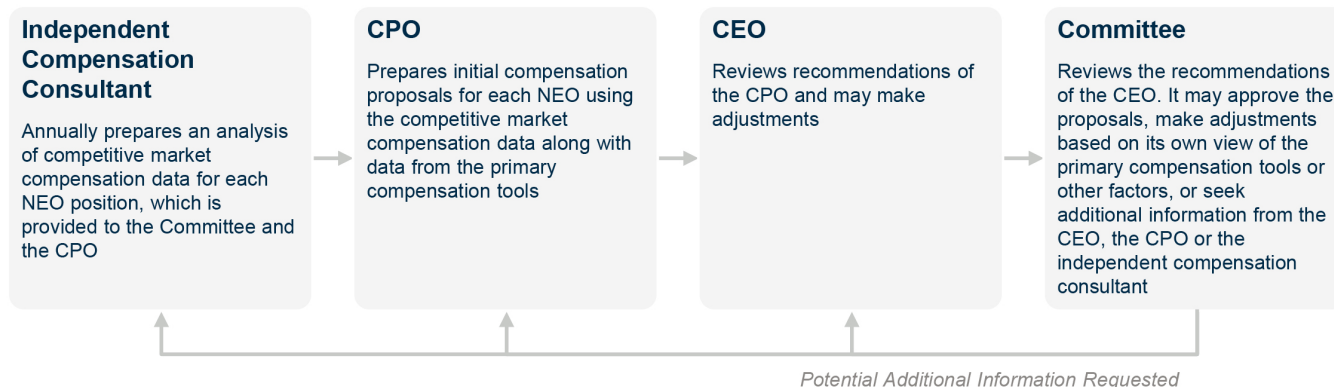 Independent
Compensation
Consultant
Annually prepares an analysis
of competitive market
compensation data for each
NEO position, which is
provided to the Committee and
the CPO
CPO
Prepares initial compensation
proposals for each NEO using
the competitive market
compensation data along with
data from the primary
compensation tools
CEO
Reviews recommendations of
the CPO and may make
adjustments
Committee
Reviews the recommendations
of the CEO. It may approve the
proposals, make adjustments
based on its own view of the
primary compensation tools or
other factors, or seek
additional information from the
CEO, the CPO or the
independent compensation
consultant
Potential Additional Information Requested